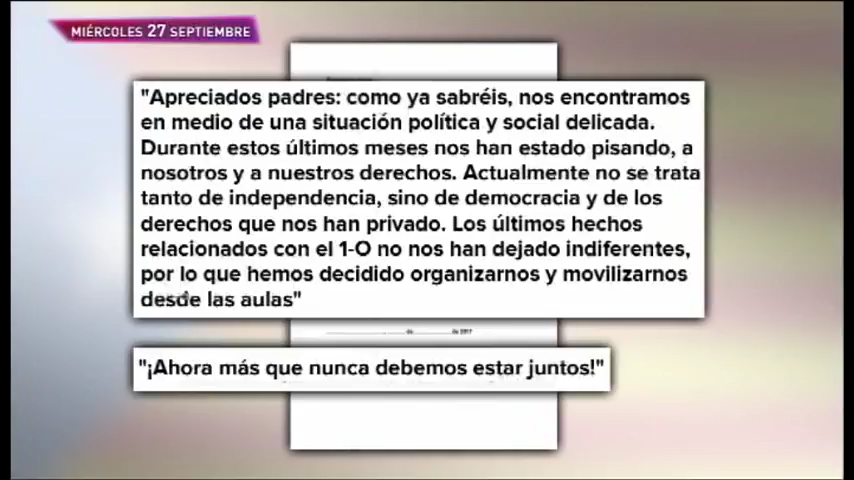 MIÉRCOLES 27 SEPTIEMBRE
"Apreciados padres: como ya sabréis, nos encontramos
en medio de una situación política y social delicada.
Durante estos últimos meses nos han estado pisando, a
nosotros y a nuestros derechos. Actualmente no se trata
tanto de independencia, sino de democracia y de los
derechos que nos han privado. Los últimos hechos
relacionados con el 1-O no nos han dejado indiferentes,
por lo que hemos decidido organizarnos y movilizarnos
desde las aulas"
de de 2017
"¡Ahora más que nunca debemos estar juntos!"